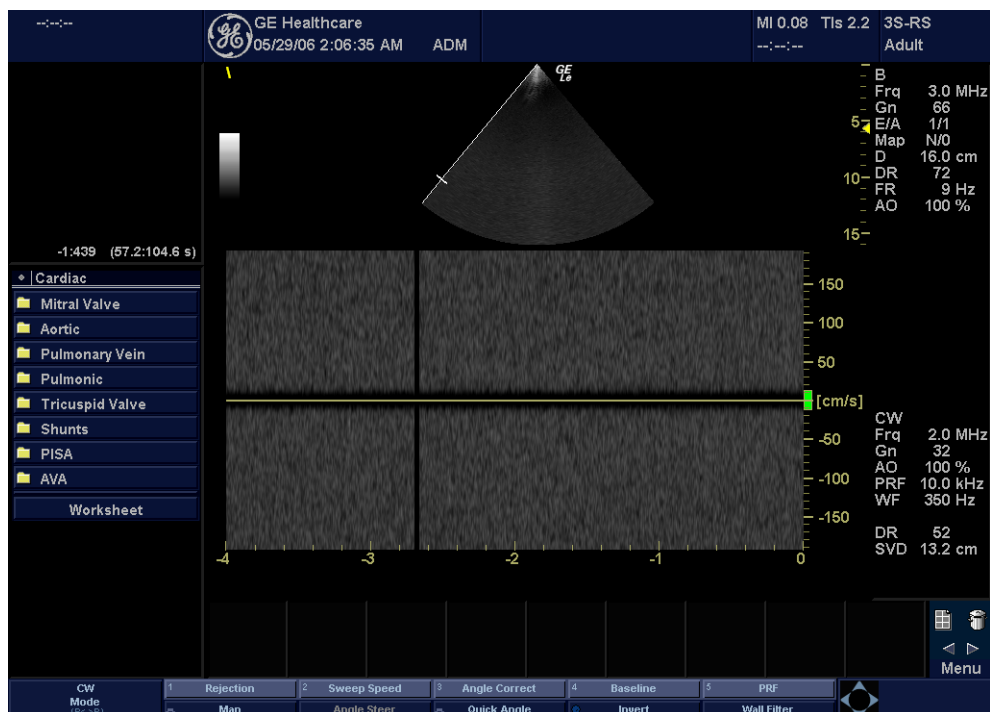 --:--:--
GE Healthcare
05/29/06 2:06:35 AM ADM
MI 0.08 TIs 2.2
--:--:--
3S-RS
Adult
GE
B
Frq 3.0 MHz
Gn 66
E/A 1/1
Map N/0
D 16.0 cm
DR 72
FR 9 Hz
AO 100 %
5
10
15
-1:439 (57.2:104.6 s)
Cardiac
Mitral Valve
Aortic
Pulmonary Vein
Pulmonic
Tricuspid Valve
Shunts
PISA
AVA
Worksheet
150
100
50
[cm/s]
-50
-100
-150
-4 -3 -2 -1 0
CW
Frq 2.0 MHz
Gn 32
AO 100 %
PRF 10.0 kHz
WF 350 Hz
DR 52
SVD 13.2 cm
Menu
CW
Mode
1 Rejection
2 Sweep Speed
3 Angle Correct
4 Baseline
5 PRF
Map
Angle Steer
Quick Angle
Invert
Wall Filter